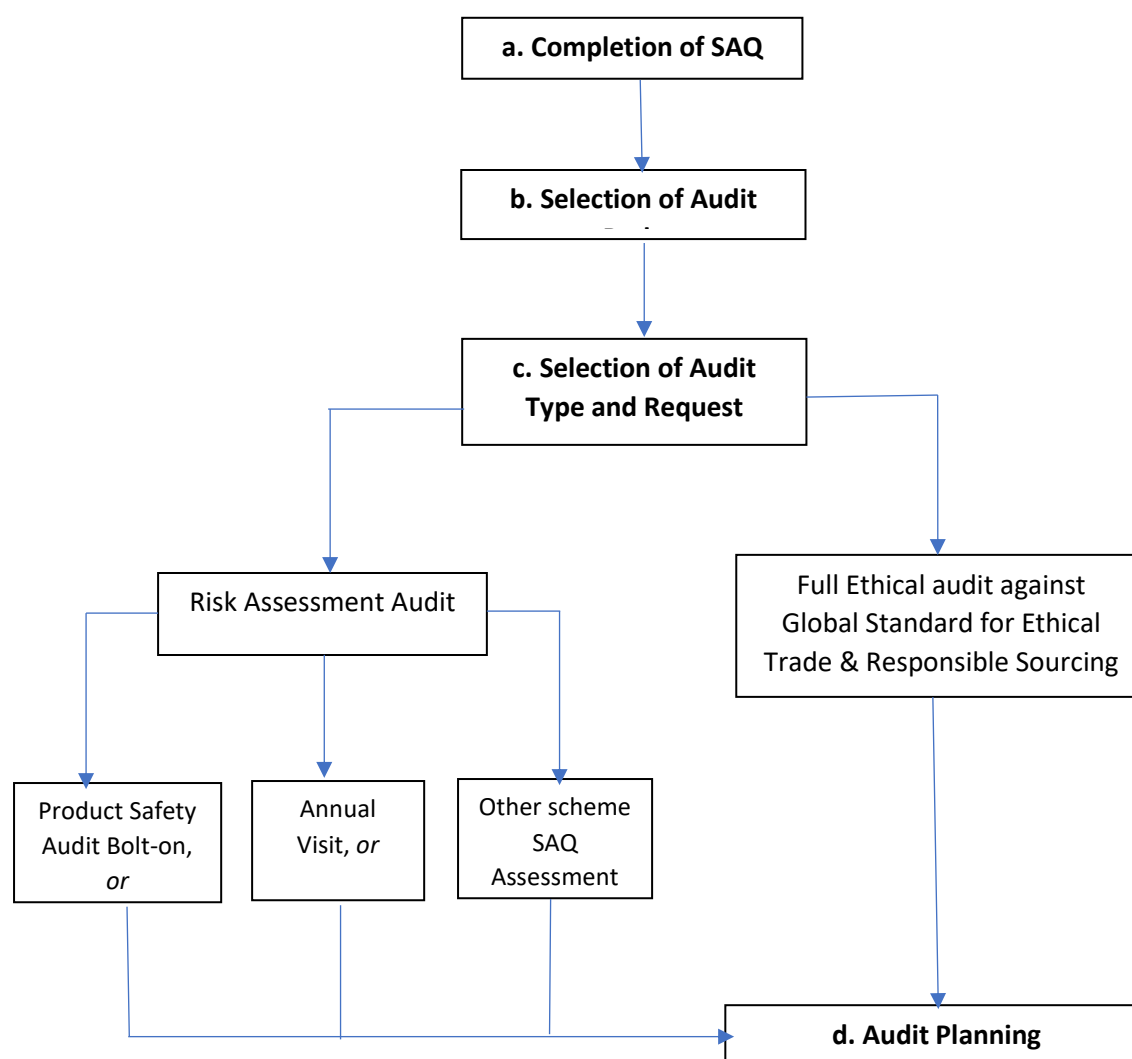 a. Completion of SAQ
b. Selection of Audit
c. Selection of Audit
Type and Request
Risk Assessment Audit
Full Ethical audit against
Global Standard for Ethical
Trade & Responsible Sourcing
Product Safety
Audit Bolt-on,
or
Annual
Visit, or
Other scheme
SAQ
Assessment
d. Audit Planning